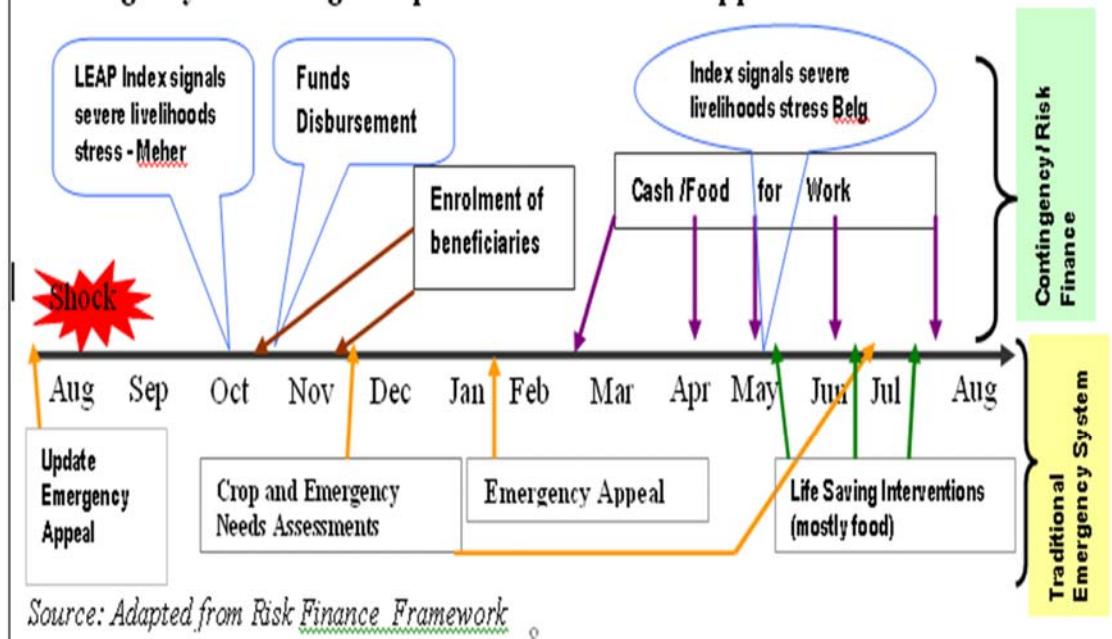 LEAP Index signals
severe livelihoods
stress - Meher
Funds
Disbursement
Index signals severe
livelihoods stress Belg
Enrolment of
beneficiaries
Cash /Food for Work
Contingency / Risk
Finance
Shock
Aug Sep Oct Nov Dec Jan Feb Mar Apr May Jun Jul Aug
Update
Emergency
Appeal
Crop and Emergency
Needs Assessments
Emergency Appeal
Life Saving Interventions
(mostly food)
Traditional
Emergency System
Source: Adapted from Risk Finance Framework